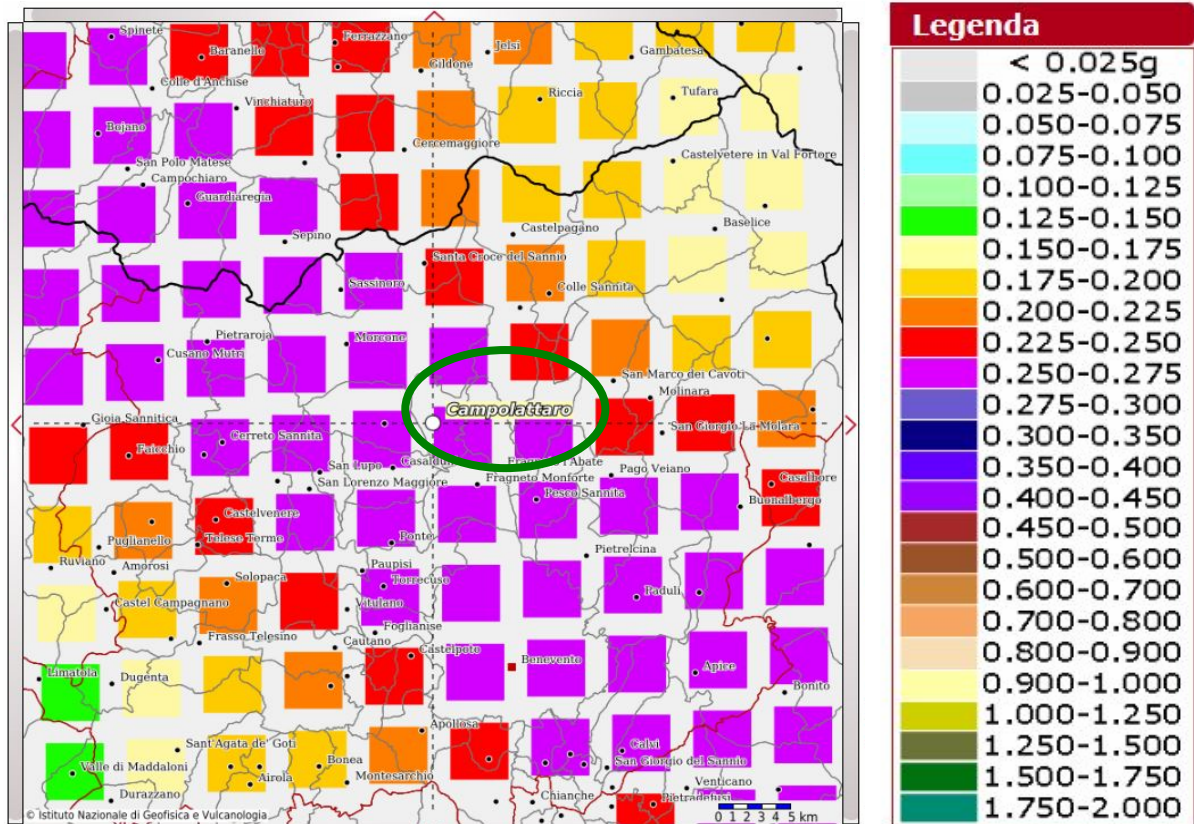 Spinete
Baranello
Ferrazzano
Jelsi
Gambatesa
Gildone
Colle d'Anchise
Vinchiaturo
Riccia
Tufara
Bojano
Cercemaggiore
San Polo Matese
Castelvetere in Val Fortore
Campochiaro
Guardiaregia
Sepino
Castelpagano
Baselice
Santa Croce del Sannio
Sassinoro
Colle Sannita
Pietraroja
Morcone
Cusano Mutri
San Marco dei Cavoti
Molinara
Campolattaro
Gioia Sannitica
San Giorgio La Molara
Cerreto Sannita
Faicchio
San Lupo
Fragneto l'Abate
Pago Veiano
San Lorenzo Maggiore
Fragneto Monforte
Casalbore
Pesco Sannita
Buonalbergo
Castelvenere
Puglianello
Telese Terme
Ponte
Pietrelcina
Ruviano
Amorosi
Paupisi
Solopaca
Torrecuso
Paduli
Castel Campagnano
Vitulano
Foglianise
Frasso Telesino
Cautano
Castelpoto
Benevento
Limatola
Dugenta
Apice
Bonito
Apollosa
Sant'Agata de' Goti
Calvi
Valle di Maddaloni
Bonea
San Giorgio del Sannio
Airola
Montesarchio
Venticano
Durazzano
Chianche
Pietradefusi
© Istituto Nazionale di Geofisica e Vulcanologia
0 1 2 3 4 5 km
Legenda
< 0.025g
0.025-0.050
0.050-0.075
0.075-0.100
0.100-0.125
0.125-0.150
0.150-0.175
0.175-0.200
0.200-0.225
0.225-0.250
0.250-0.275
0.275-0.300
0.300-0.350
0.350-0.400
0.400-0.450
0.450-0.500
0.500-0.600
0.600-0.700
0.700-0.800
0.800-0.900
0.900-1.000
1.000-1.250
1.250-1.500
1.500-1.750
1.750-2.000